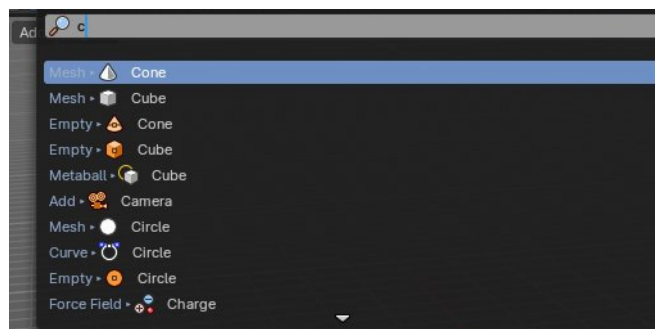 Ad
c
Mesh ▸ Cone
Mesh ▸ Cube
Empty ▸ Cone
Empty ▸ Cube
Metaball ▸ Cube
Add ▸ Camera
Mesh ▸ Circle
Curve ▸ Circle
Empty ▸ Circle
Force Field ▸ Charge